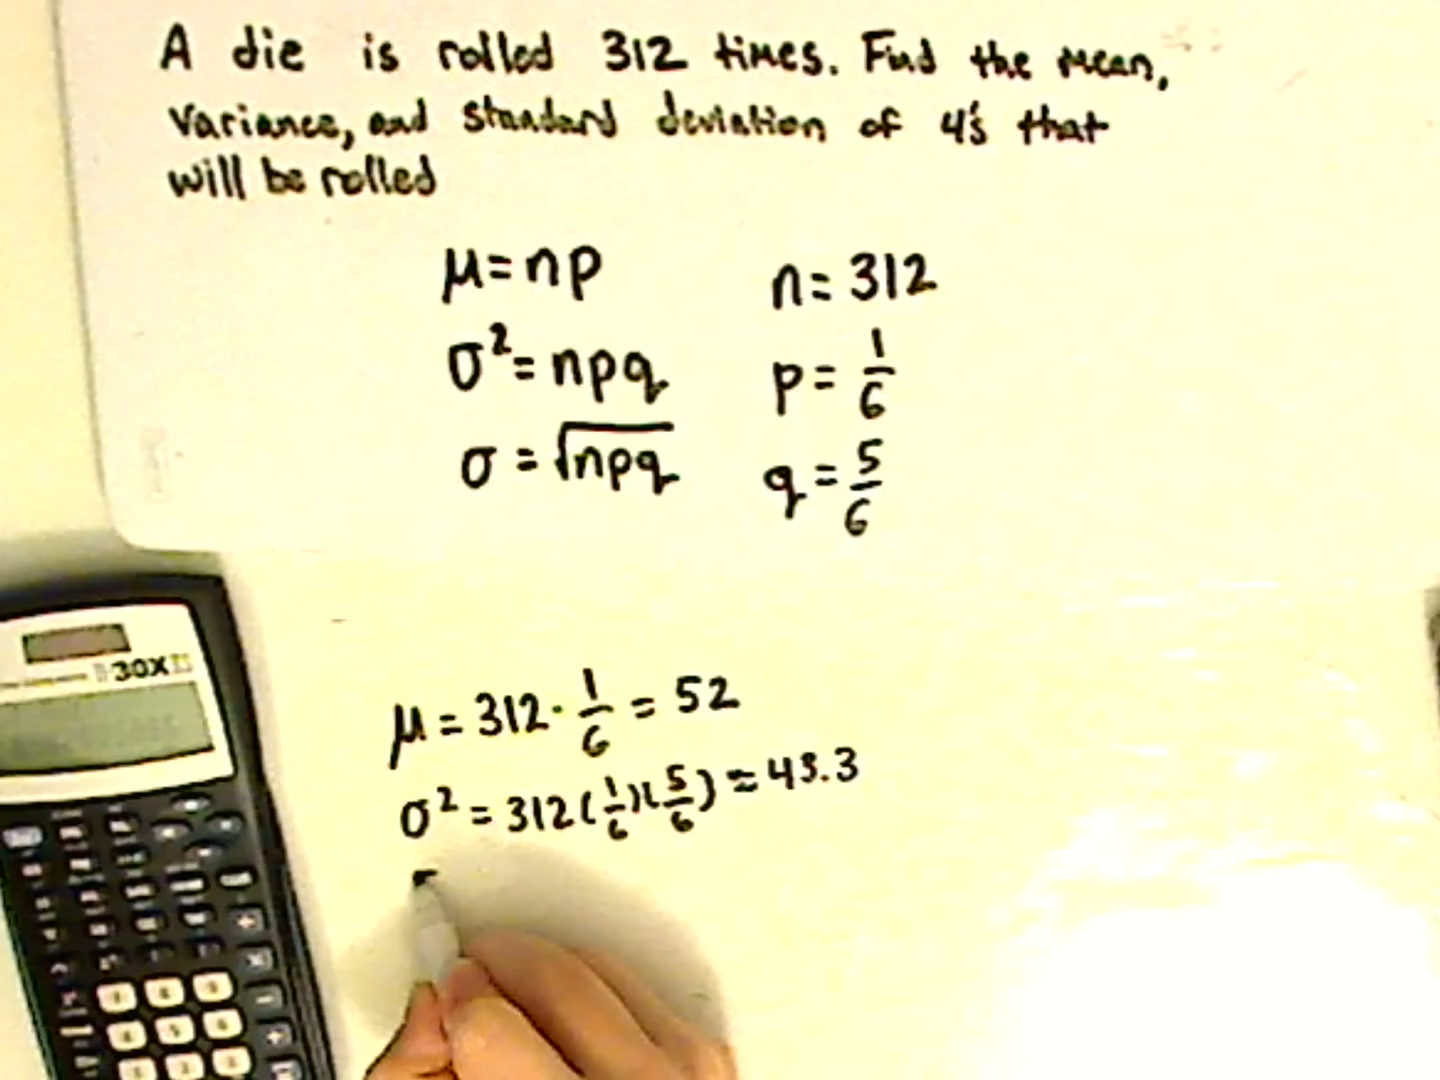 A die is rolled 312 times. Find the mean,
variance, and standard deviation of 4's that
will be rolled
μ = np
n = 312
σ² = npq
p = 1/6
σ = √npq
q = 5/6
30X
μ = 312 · 1/6 = 52
σ² = 312(1/6)(5/6) ≈ 43.3